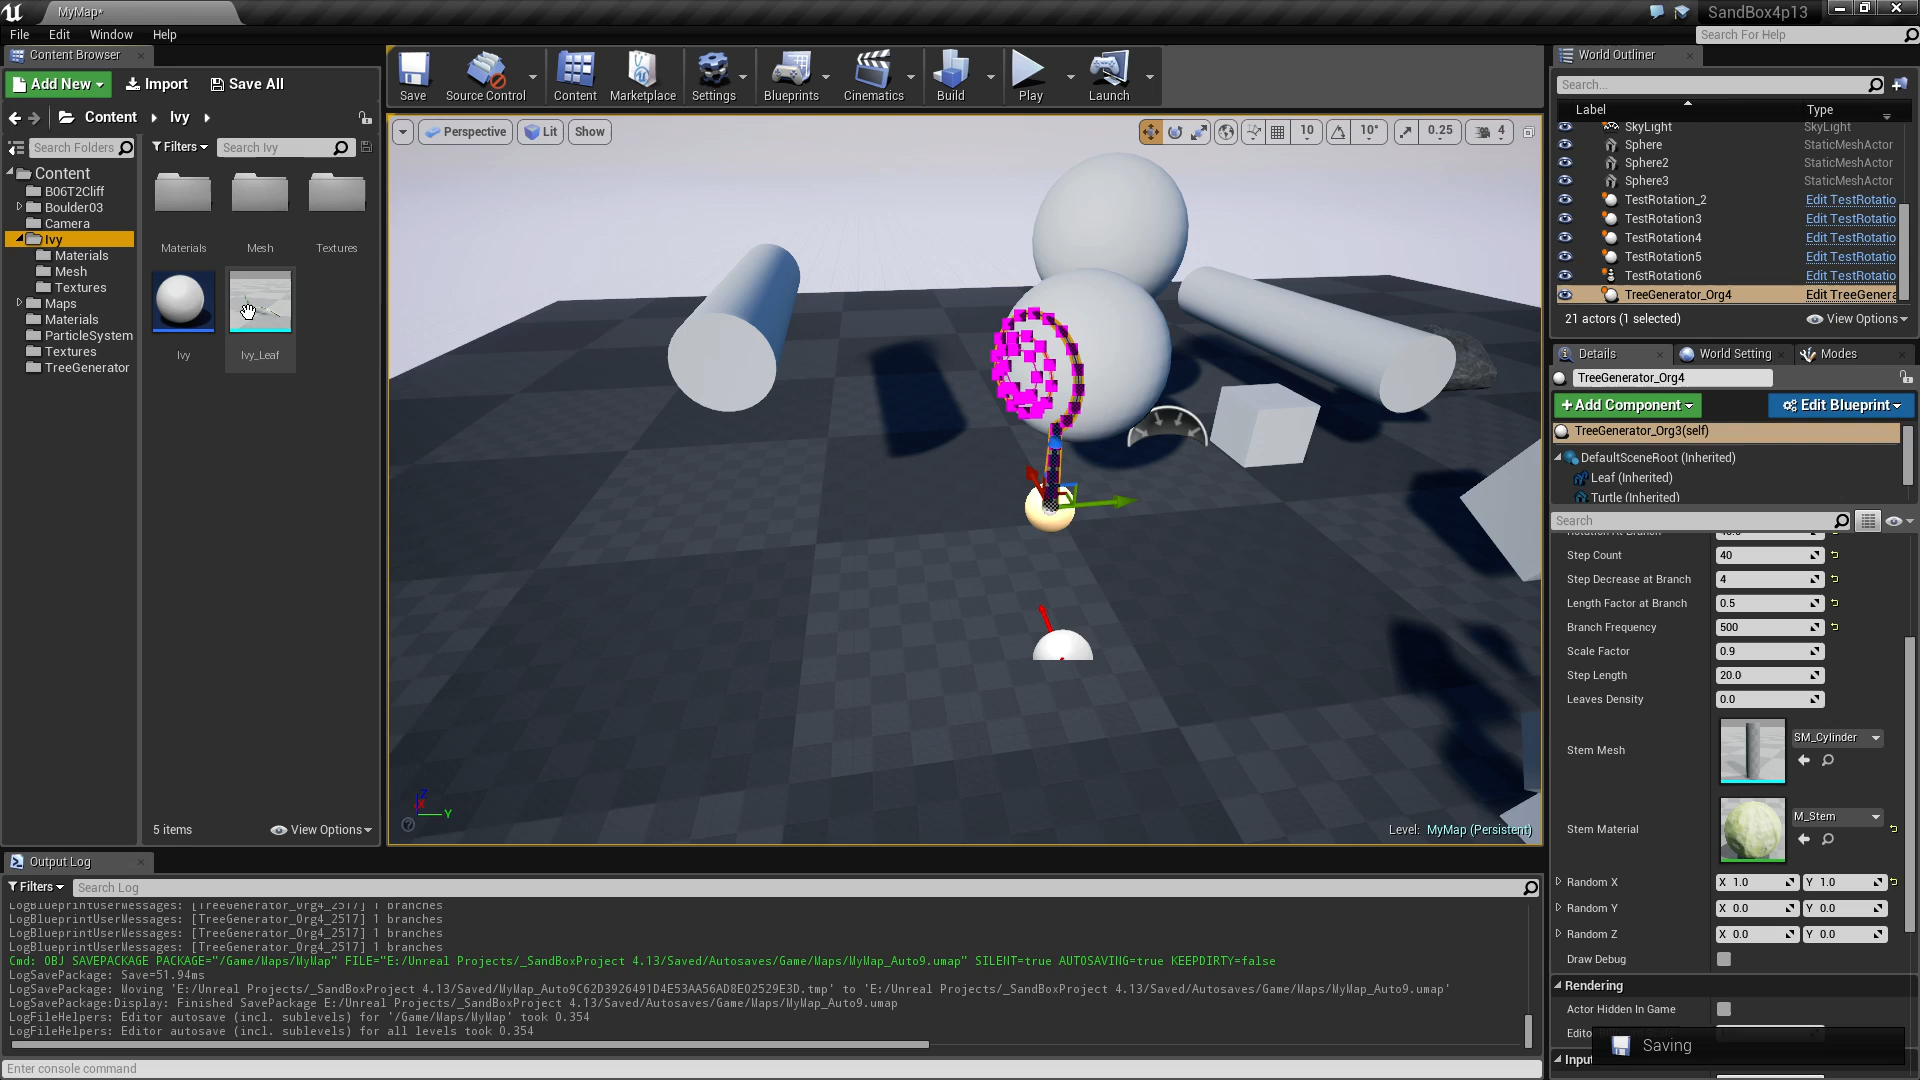 MyMap*
SandBox4p13
File Edit Window Help
Search For Help
Content Browser
Add New
Import
Save All
Content Ivy
Search Folders
Filters
Search Ivy
Content
B06T2Cliff
Boulder03
Camera
Ivy
Materials
Mesh
Textures
Maps
Materials
ParticleSystem
Textures
TreeGenerator
Materials
Mesh
Textures
Ivy
Ivy_Leaf
5 items
View Options
Save
Source Control
Content
Marketplace
Settings
Blueprints
Cinematics
Build
Play
Launch
Perspective
Lit
Show
10
10°
0.25
4
Z
X
Y
Level: MyMap (Persistent)
World Outliner
Search...
Label Type
SkyLight SkyLight
Sphere StaticMeshActor
Sphere2 StaticMeshActor
Sphere3 StaticMeshActor
TestRotation_2 Edit TestRotatio
TestRotation3 Edit TestRotatio
TestRotation4 Edit TestRotatio
TestRotation5 Edit TestRotatio
TestRotation6 Edit TestRotatio
TreeGenerator_Org4 Edit TreeGenera
21 actors (1 selected)
View Options
Details
World Setting
Modes
TreeGenerator_Org4
+Add Component
Edit Blueprint
TreeGenerator_Org3(self)
DefaultSceneRoot (Inherited)
Leaf (Inherited)
Turtle (Inherited)
Search
Step Count 40
Step Decrease at Branch 4
Length Factor at Branch 0.5
Branch Frequency 500
Scale Factor 0.9
Step Length 20.0
Leaves Density 0.0
Stem Mesh SM_Cylinder
Stem Material M_Stem
Random X X 1.0 Y 1.0
Random Y X 0.0 Y 0.0
Random Z X 0.0 Y 0.0
Draw Debug
Rendering
Actor Hidden In Game
Edito
Saving
Input
Output Log
Filters
Search Log
LogBlueprintUserMessages: [TreeGenerator_Org4_2517] 1 branches
LogBlueprintUserMessages: [TreeGenerator_Org4_2517] 1 branches
LogBlueprintUserMessages: [TreeGenerator_Org4_2517] 1 branches
LogBlueprintUserMessages: [TreeGenerator_Org4_2517] 1 branches
Cmd: OBJ SAVEPACKAGE PACKAGE="/Game/Maps/MyMap" FILE="E:/Unreal Projects/_SandBoxProject 4.13/Saved/Autosaves/Game/Maps/MyMap_Auto9.umap" SILENT=true AUTOSAVING=true KEEPDIRTY=false
LogSavePackage: Save=51.94ms
LogSavePackage: Moving 'E:/Unreal Projects/_SandBoxProject 4.13/Saved/MyMap_Auto9C62D3926491D4E53AA56AD8E02529E3D.tmp' to 'E:/Unreal Projects/_SandBoxProject 4.13/Saved/Autosaves/Game/Maps/MyMap_Auto9.umap'
LogSavePackage:Display: Finished SavePackage E:/Unreal Projects/_SandBoxProject 4.13/Saved/Autosaves/Game/Maps/MyMap_Auto9.umap
LogFileHelpers: Editor autosave (incl. sublevels) for '/Game/Maps/MyMap' took 0.354
LogFileHelpers: Editor autosave (incl. sublevels) for all levels took 0.354
Enter console command